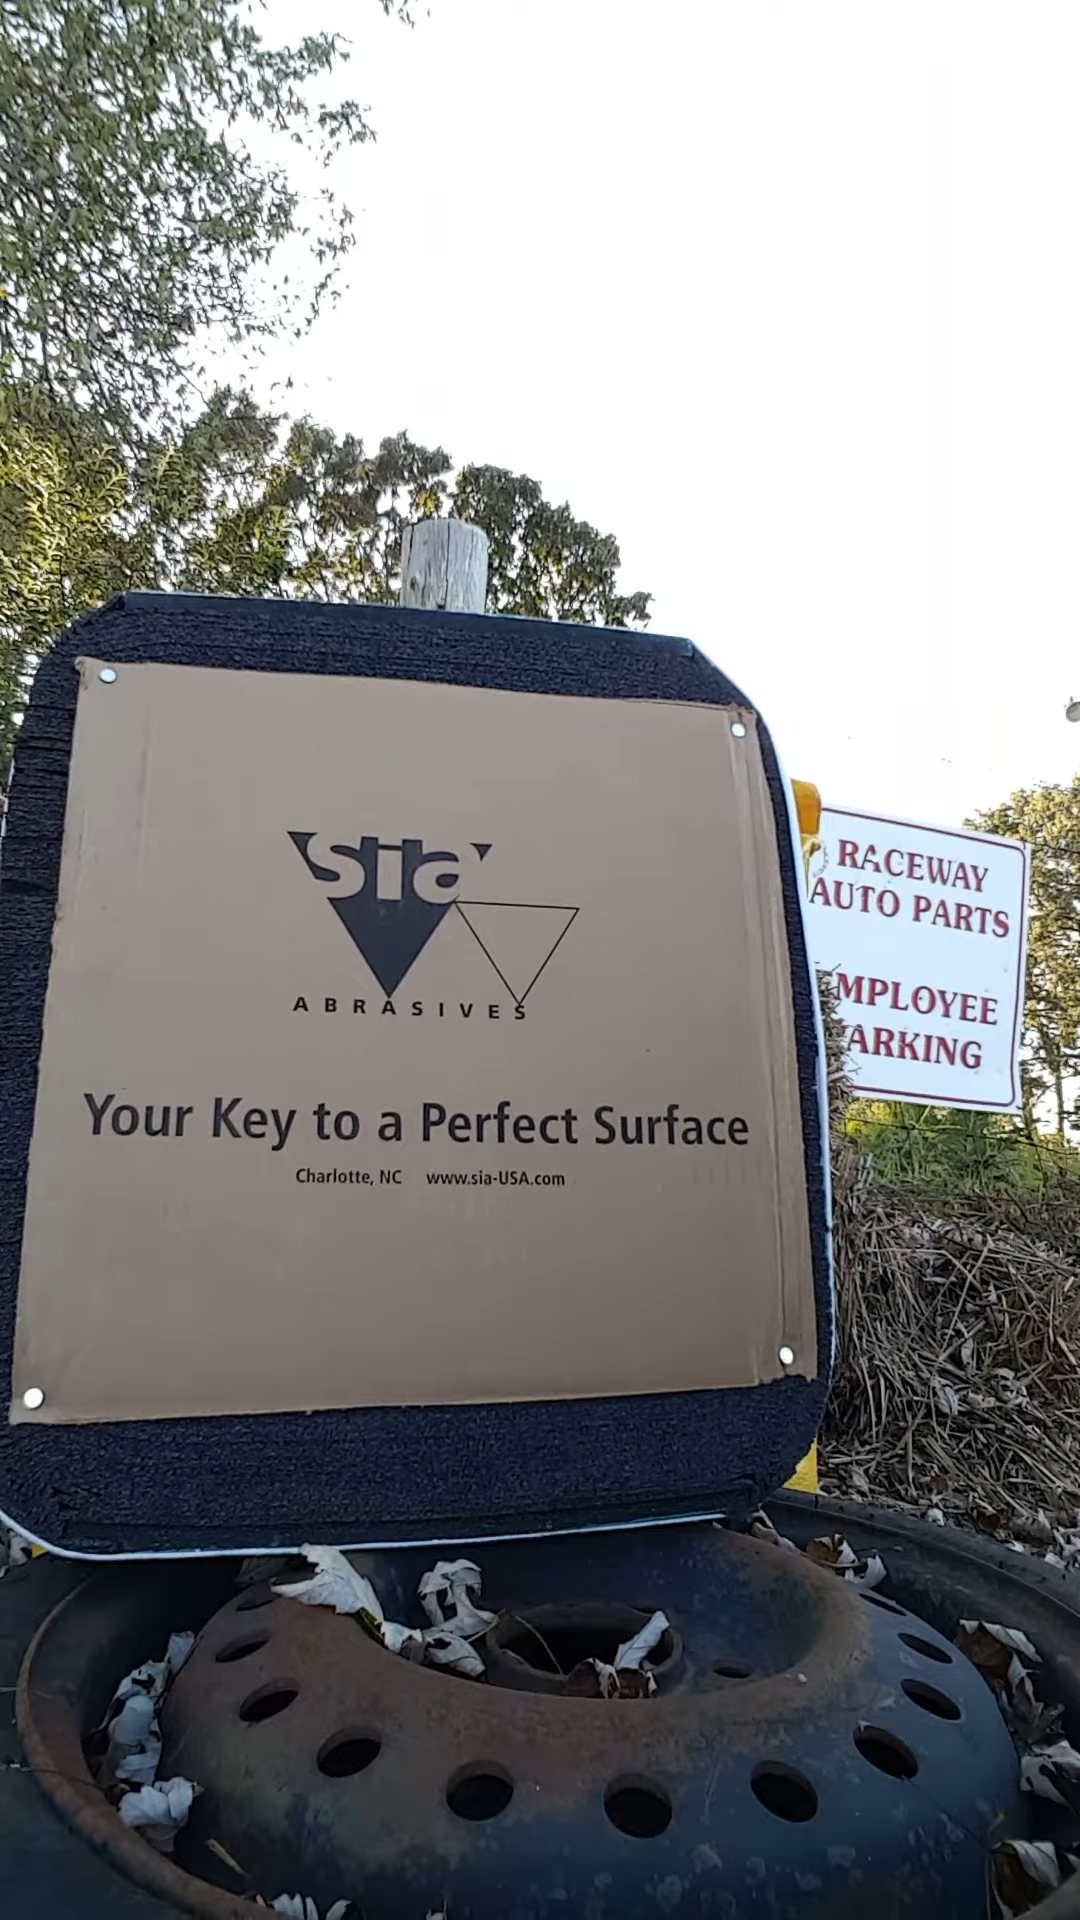 sia
ABRASIVES
Your Key to a Perfect Surface
Charlotte, NC www.sia-USA.com
RACEWAY
AUTO PARTS
MPLOYEE
ARKING